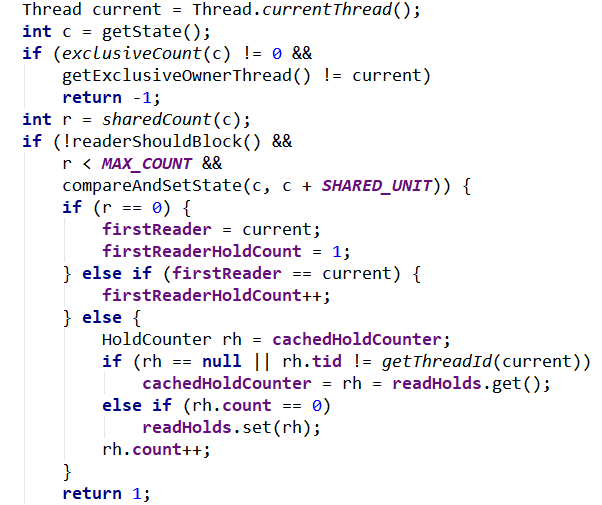 Thread current = Thread.currentThread();
int c = getState();
if (exclusiveCount(c) != 0 &&
    getExclusiveOwnerThread() != current)
    return -1;
int r = sharedCount(c);
if (!readerShouldBlock() &&
    r < MAX_COUNT &&
    compareAndSetState(c, c + SHARED_UNIT)) {
    if (r == 0) {
        firstReader = current;
        firstReaderHoldCount = 1;
    } else if (firstReader == current) {
        firstReaderHoldCount++;
    } else {
        HoldCounter rh = cachedHoldCounter;
        if (rh == null || rh.tid != getThreadId(current))
            cachedHoldCounter = rh = readHolds.get();
        else if (rh.count == 0)
            readHolds.set(rh);
        rh.count++;
    }
    return 1;